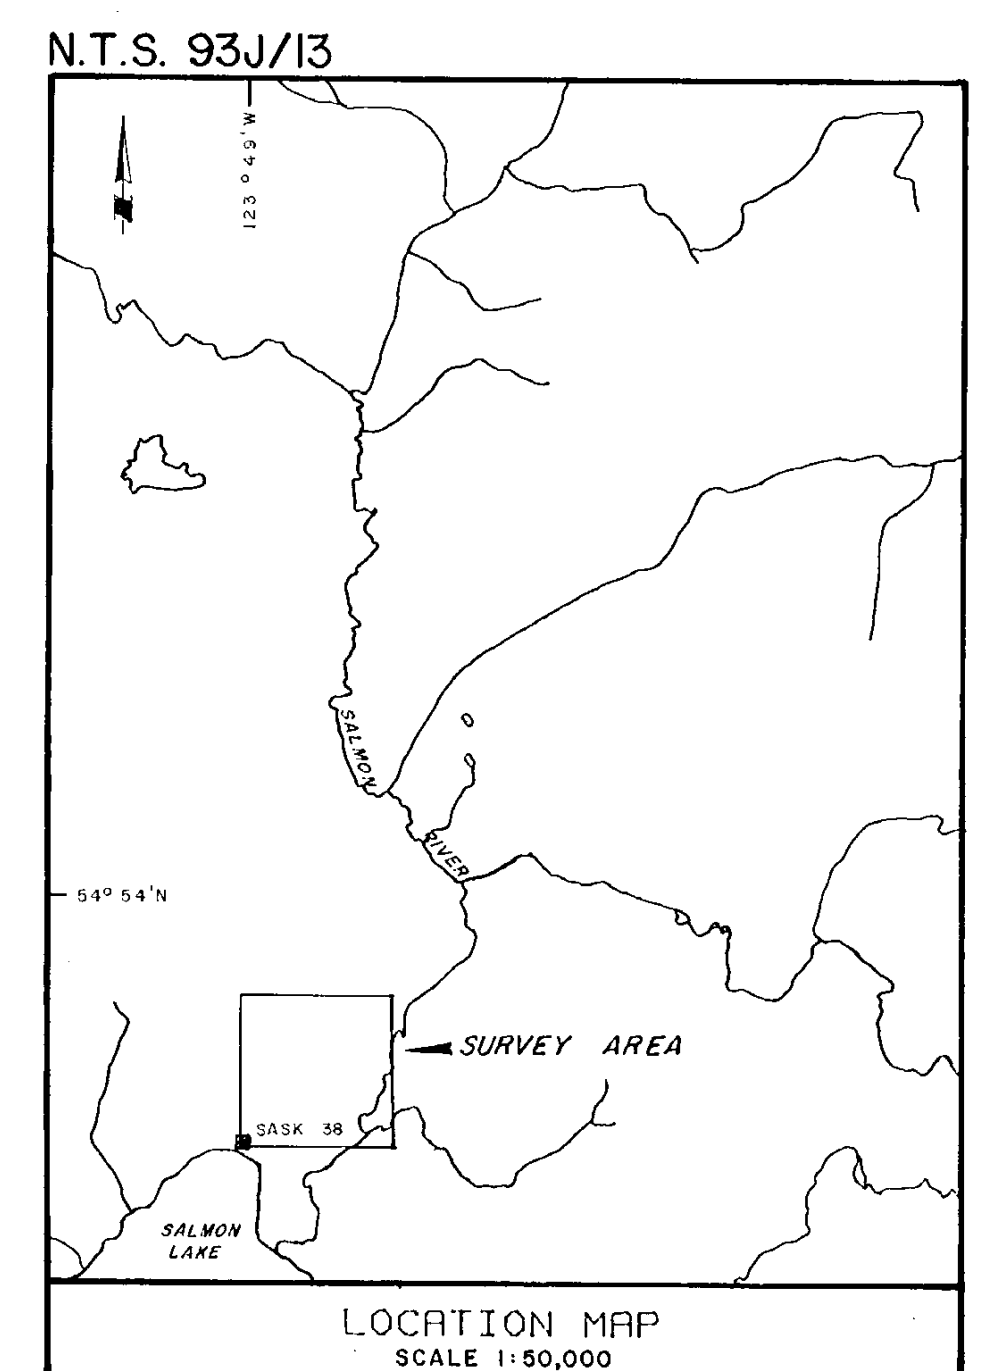 N.T.S. 93J/13
123°49'W
SALMON
RIVER
54° 54'N
SURVEY AREA
SASK 38
SALMON
LAKE
LOCATION MAP
SCALE 1:50,000